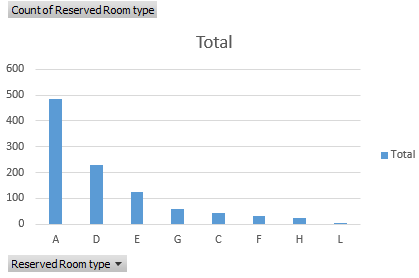 Count of Reserved Room type
Total
600
500
400
300
200
100
0
A D E G C F H L
Total
Reserved Room type